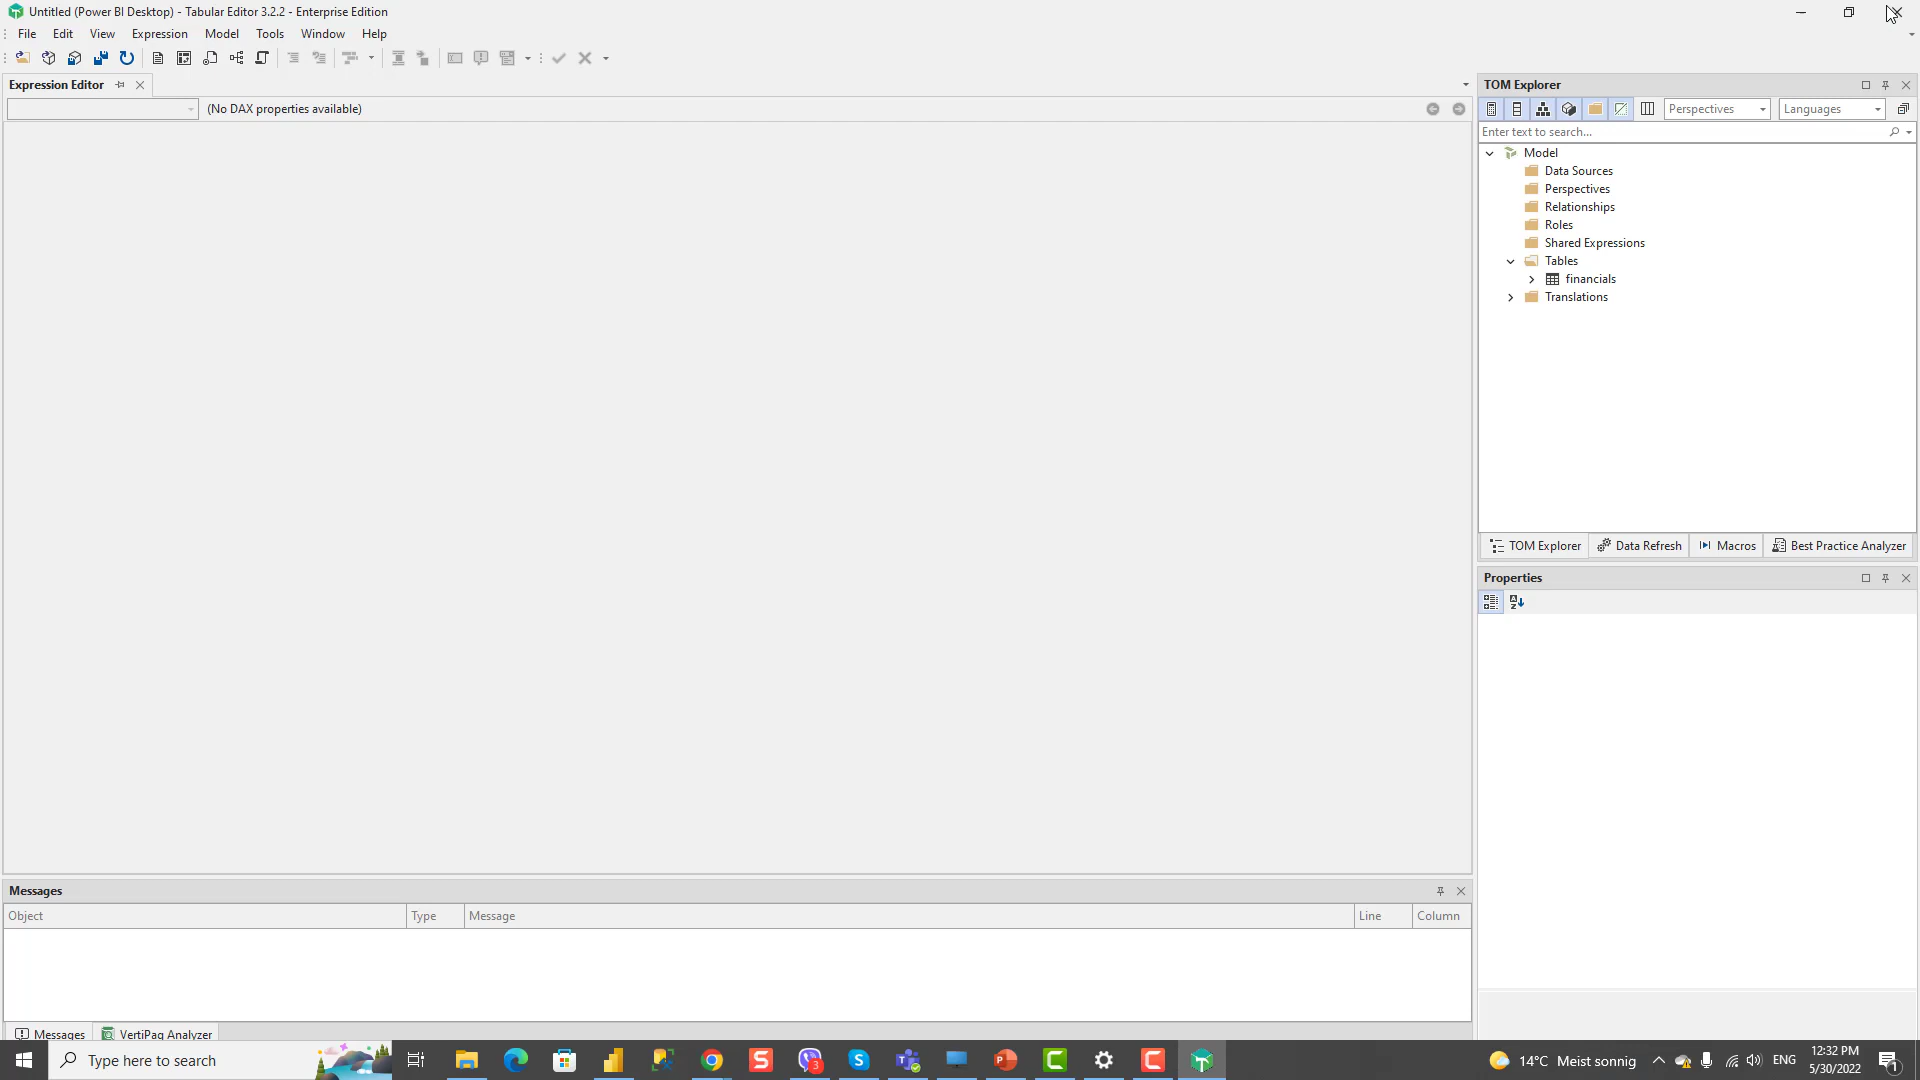 Untitled (Power BI Desktop) - Tabular Editor 3.2.2 - Enterprise Edition
File Edit View Expression Model Tools Window Help
Expression Editor
(No DAX properties available)
TOM Explorer
Perspectives Languages
Enter text to search...
Model
Data Sources
Perspectives
Relationships
Roles
Shared Expressions
Tables
financials
Translations
TOM Explorer Data Refresh Macros Best Practice Analyzer
Properties
Messages
Object Type Message Line Column
Messages VertiPaq Analyzer
Type here to search
3
14°C Meist sonnig
ENG
12:32 PM
5/30/2022
1